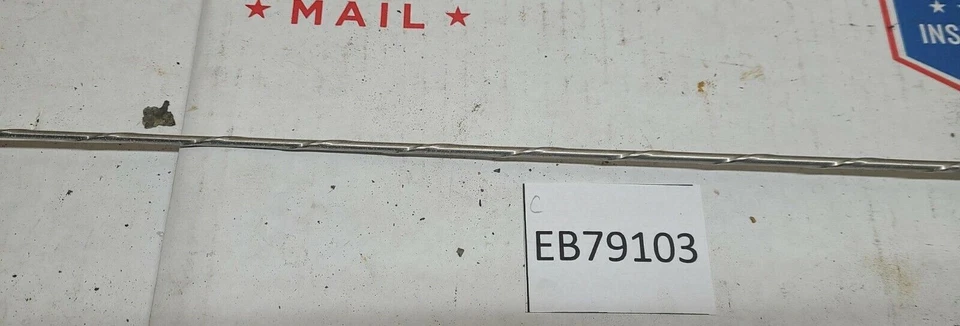 ★ MAIL ★
INS
C
EB79103